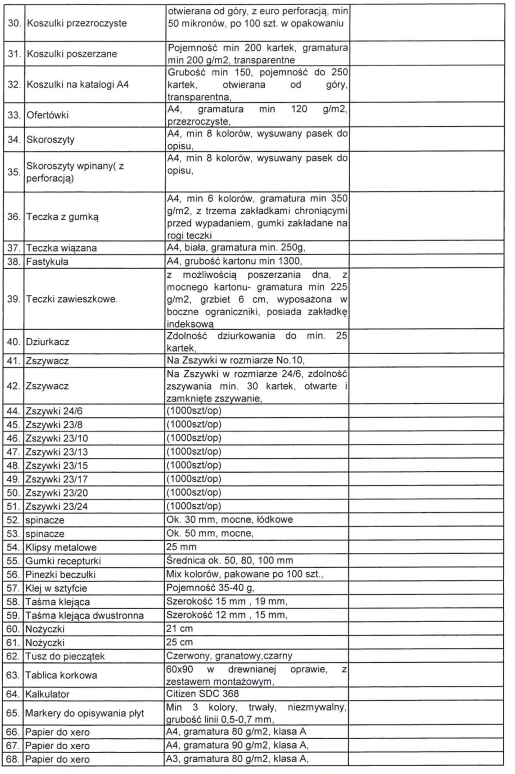 otwierana od góry, z euro perforacją, min
30. Koszulki przezroczyste 50 mikronów, po 100 szt. w opakowaniu
31. Koszulki poszerzane Pojemność min 200 kartek, gramatura
min 200 g/m2, transparentne
32. Koszulki na katalogi A4 Grubość min 150, pojemność do 250
kartek, otwierana od góry,
transparentna,
33. Ofertówki A4, gramatura min 120 g/m2,
przezroczyste,
34. Skoroszyty A4, min 8 kolorów, wysuwany pasek do
opisu,
35. Skoroszyty wpinany( z
perforacją)
A4, min 8 kolorów, wysuwany pasek do
opisu,
36. Teczka z gumką A4, min 6 kolorów, gramatura min 350
g/m2, z trzema zakładkami chroniącymi
przed wypadaniem, gumki zakładane na
rogi teczki
37. Teczka wiązana A4, biała, gramatura min. 250g,
38. Fastykuła A4, grubość kartonu min 1300,
39. Teczki zawieszkowe. z możliwością poszerzania dna, z
mocnego kartonu- gramatura min 225
g/m2, grzbiet 6 cm, wyposażona w
boczne ograniczniki, posiada zakładkę
indeksową
40. Dziurkacz Zdolność dziurkowania do min. 25
kartek,
41. Zszywacz Na Zszywki w rozmiarze No.10,
42. Zszywacz Na Zszywki w rozmiarze 24/6, zdolność
zszywania min. 30 kartek, otwarte i
zamknięte zszywanie,
44. Zszywki 24/6 (1000szt/op)
45. Zszywki 23/8 (1000szt/op)
46. Zszywki 23/10 (1000szt/op)
47. Zszywki 23/13 (1000szt/op)
48. Zszywki 23/15 (1000szt/op)
49. Zszywki 23/17 (1000szt/op)
50. Zszywki 23/20 (1000szt/op)
51. Zszywki 23/24 (1000szt/op)
52. spinacze Ok. 30 mm, mocne, łódkowe
53. spinacze Ok. 50 mm, mocne,
54. Klipsy metalowe 25 mm
55. Gumki recepturki Średnica ok. 50, 80, 100 mm
56. Pinezki beczułki Mix kolorów, pakowane po 100 szt.,
57. Klej w sztyfcie Pojemność 35-40 g,
58. Taśma klejąca Szerokość 15 mm , 19 mm,
59. Taśma klejąca dwustronna Szerokość 12 mm , 15 mm,
60. Nożyczki 21 cm
61. Nożyczki 25 cm
62. Tusz do pieczątek Czerwony, granatowy,czarny
63. Tablica korkowa 60x90 w drewnianej oprawie, z
zestawem montażowym,
64. Kalkulator Citizen SDC 368
65. Markery do opisywania płyt Min 3 kolory, trwały, niezmywalny,
grubość linii 0,5-0,7 mm,
66. Papier do xero A4, gramatura 80 g/m2, klasa A
67. Papier do xero A4, gramatura 90 g/m2, klasa A,
68. Papier do xero A3, gramatura 80 g/m2, klasa A,